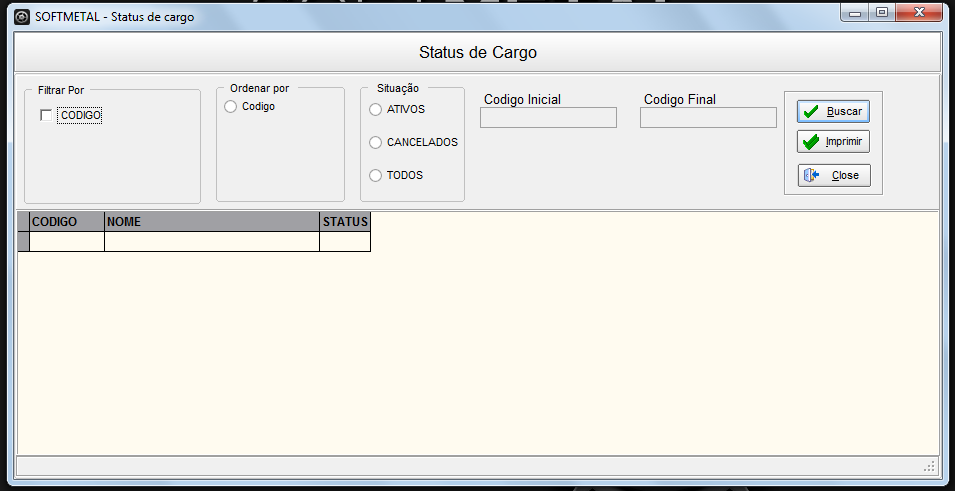 SOFTMETAL - Status de cargo
Status de Cargo
Filtrar Por
CODIGO
Ordenar por
Codigo
Situação
ATIVOS
CANCELADOS
TODOS
Codigo Inicial
Codigo Final
Buscar
Imprimir
Close
CODIGO NOME STATUS